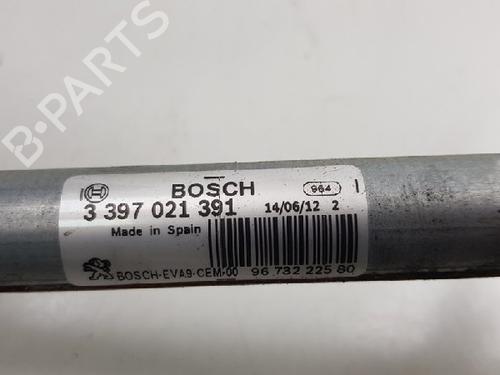 B-PARTS
BOSCH 964
3 397 021 391 14/06/12 2
Made in Spain
BOSCH-EVA9-CEM-00 96 732 225 80